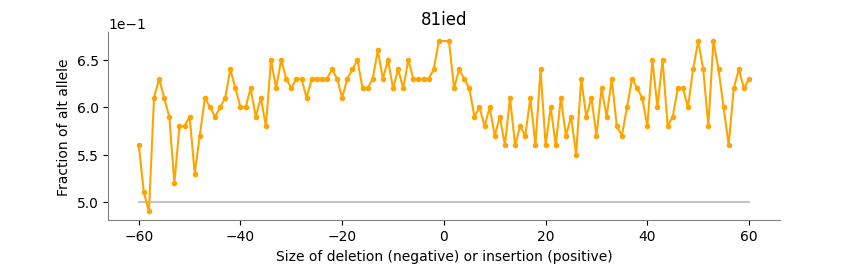 81ied
1e−1
Fraction of alt allele
6.5
6.0
5.5
5.0
−60 −40 −20 0 20 40 60
Size of deletion (negative) or insertion (positive)